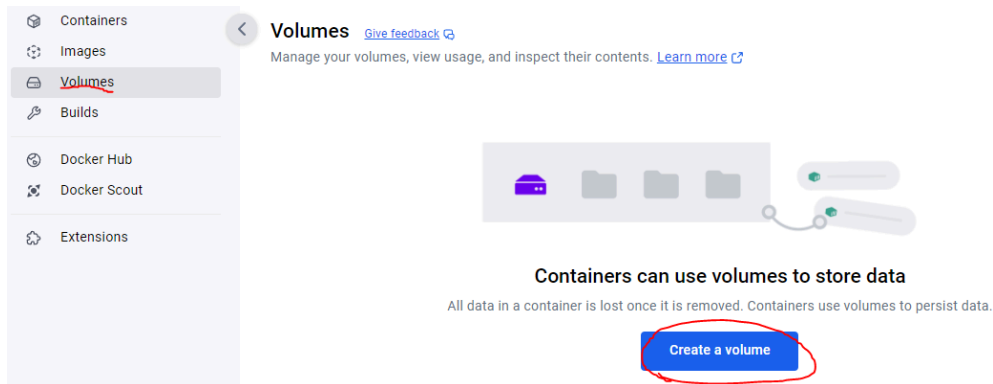 Containers
Images
Volumes
Builds
Docker Hub
Docker Scout
Extensions
Volumes Give feedback
Manage your volumes, view usage, and inspect their contents. Learn more
Containers can use volumes to store data
All data in a container is lost once it is removed. Containers use volumes to persist data.
Create a volume